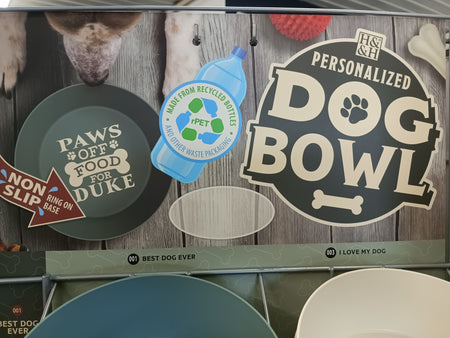 H&H
PERSONALIZED
DOG
BOWL
MADE FROM RECYCLED BOTTLES
rPET
AND OTHER WASTE PACKAGING
PAWS
OFF
FOOD
FOR
DUKE
NON
SLIP
RING ON
BASE
001 BEST DOG EVER
003 I LOVE MY DOG
001
BEST DOG
EVER